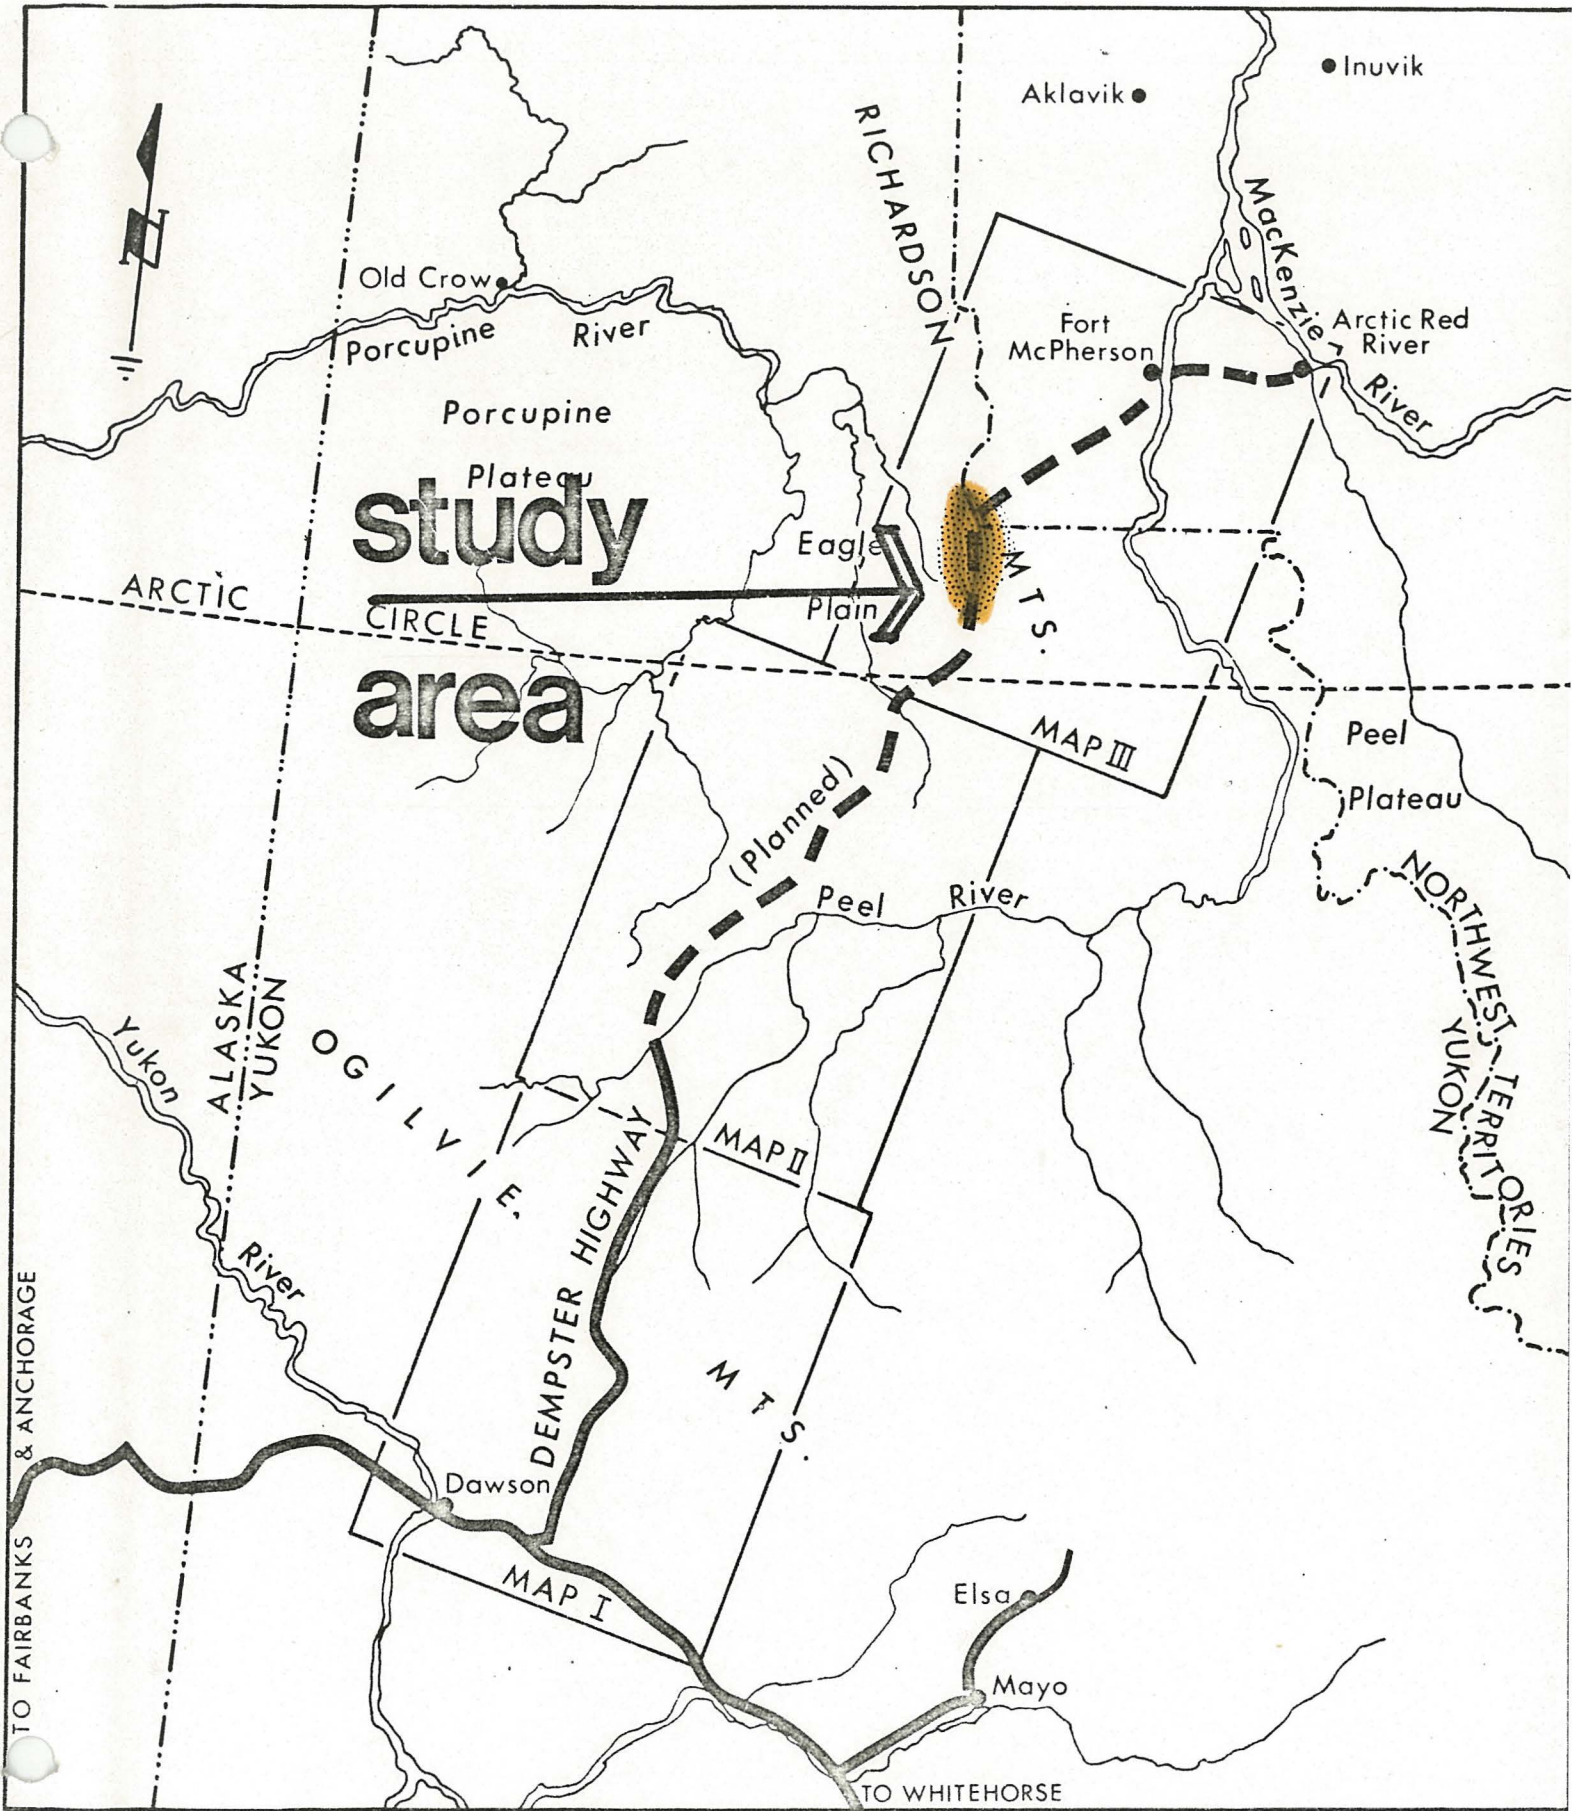 Inuvik
Aklavik
RICHARDSON
MTS.
MacKenzie
River
Old Crow
Porcupine River
Fort
McPherson
Arctic Red
River
Porcupine
Plateau
study
area
Eagle
Plain
ARCTIC
CIRCLE
MAP III
Peel
Plateau
(Planned)
Peel River
NORTHWEST TERRITORIES
YUKON
ALASKA
YUKON
Yukon
River
OGILVIE.
MTS.
MAP II
DEMPSTER HIGHWAY
TO FAIRBANKS & ANCHORAGE
Dawson
MAP I
Elsa
Mayo
TO WHITEHORSE